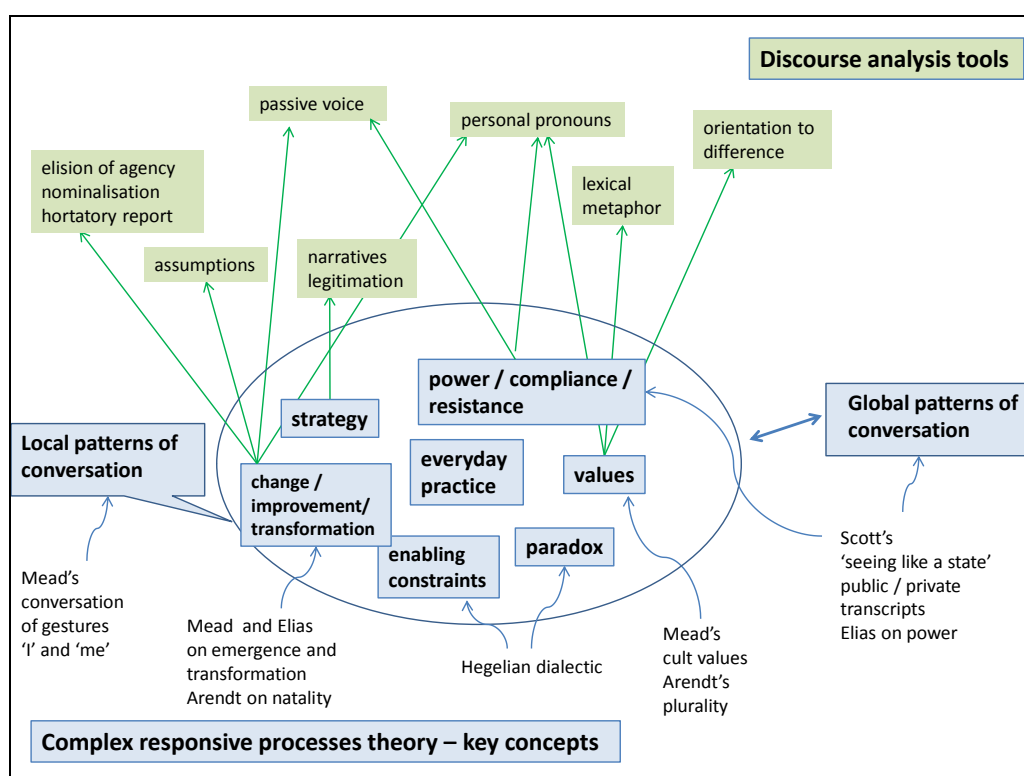 Discourse analysis tools
passive voice
personal pronouns
orientation to
difference
elision of agency
nominalisation
hortatory report
lexical
metaphor
assumptions
narratives
legitimation
power / compliance /
resistance
strategy
Global patterns of
conversation
Local patterns of
conversation
everyday
practice
values
change /
improvement/
transformation
enabling
constraints
paradox
Scott's
‘seeing like a state’
public / private
transcripts
Elias on power
Mead's
conversation
of gestures
‘I’ and ‘me’
Mead and Elias
on emergence and
transformation
Arendt on natality
Hegelian dialectic
Mead's
cult values
Arendt's
plurality
Complex responsive processes theory – key concepts